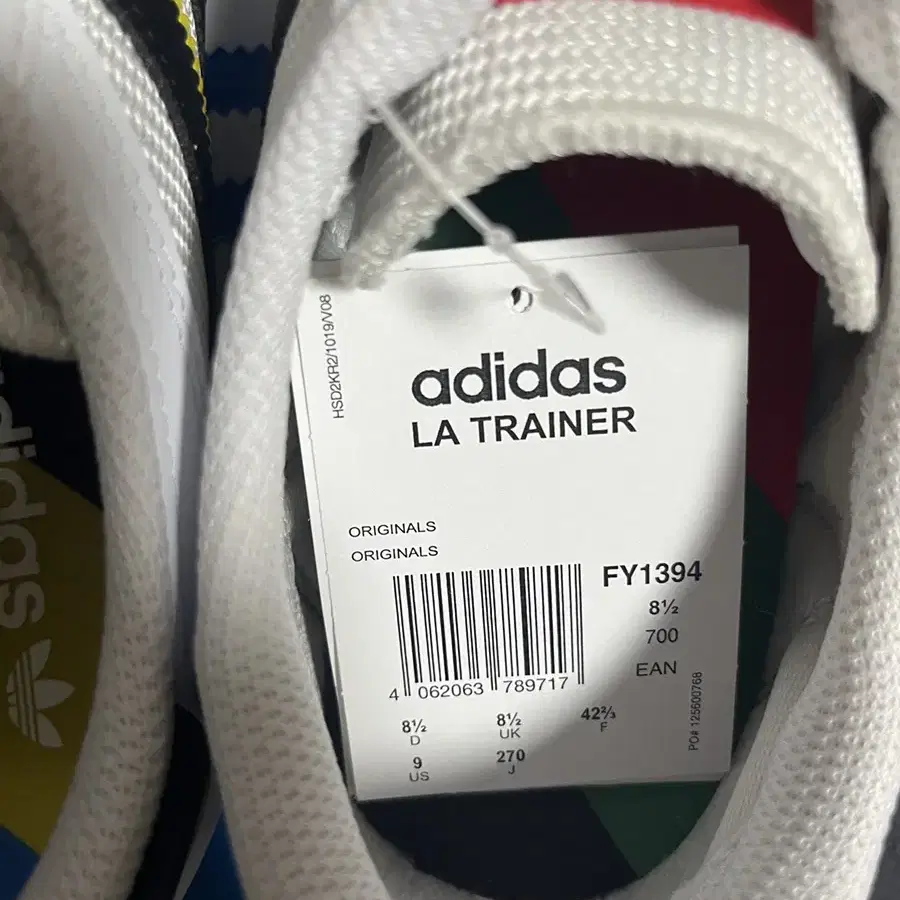 HSD2KR2/1019/V08
adidas
LA TRAINER
ORIGINALS
ORIGINALS
FY1394
8½
700
EAN
4 062063 789717
8½ 8½ 42⅔
D UK F
9 270
US J
PO# 125600768
adidas